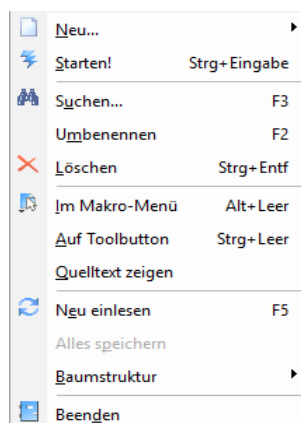 Neu...
Starten! Strg+Eingabe
Suchen... F3
Umbenennen F2
Löschen Strg+Entf
Im Makro-Menü Alt+Leer
Auf Toolbutton Strg+Leer
Quelltext zeigen
Neu einlesen F5
Alles speichern
Baumstruktur
Beenden